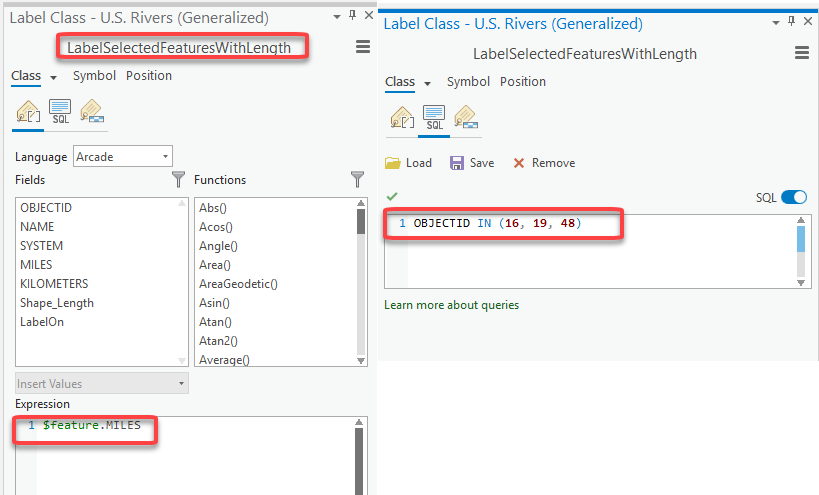 Label Class - U.S. Rivers (Generalized)
LabelSelectedFeaturesWithLength
Class Symbol Position
SQL
Language Arcade
Fields Functions
OBJECTID
NAME
SYSTEM
MILES
KILOMETERS
Shape_Length
LabelOn
Abs()
Acos()
Angle()
Area()
AreaGeodetic()
Asin()
Atan()
Atan2()
Average()
Insert Values
Expression
1 $feature.MILES
Label Class - U.S. Rivers (Generalized)
LabelSelectedFeaturesWithLength
Class Symbol Position
SQL
Load Save Remove
SQL
1 OBJECTID IN (16, 19, 48)
Learn more about queries